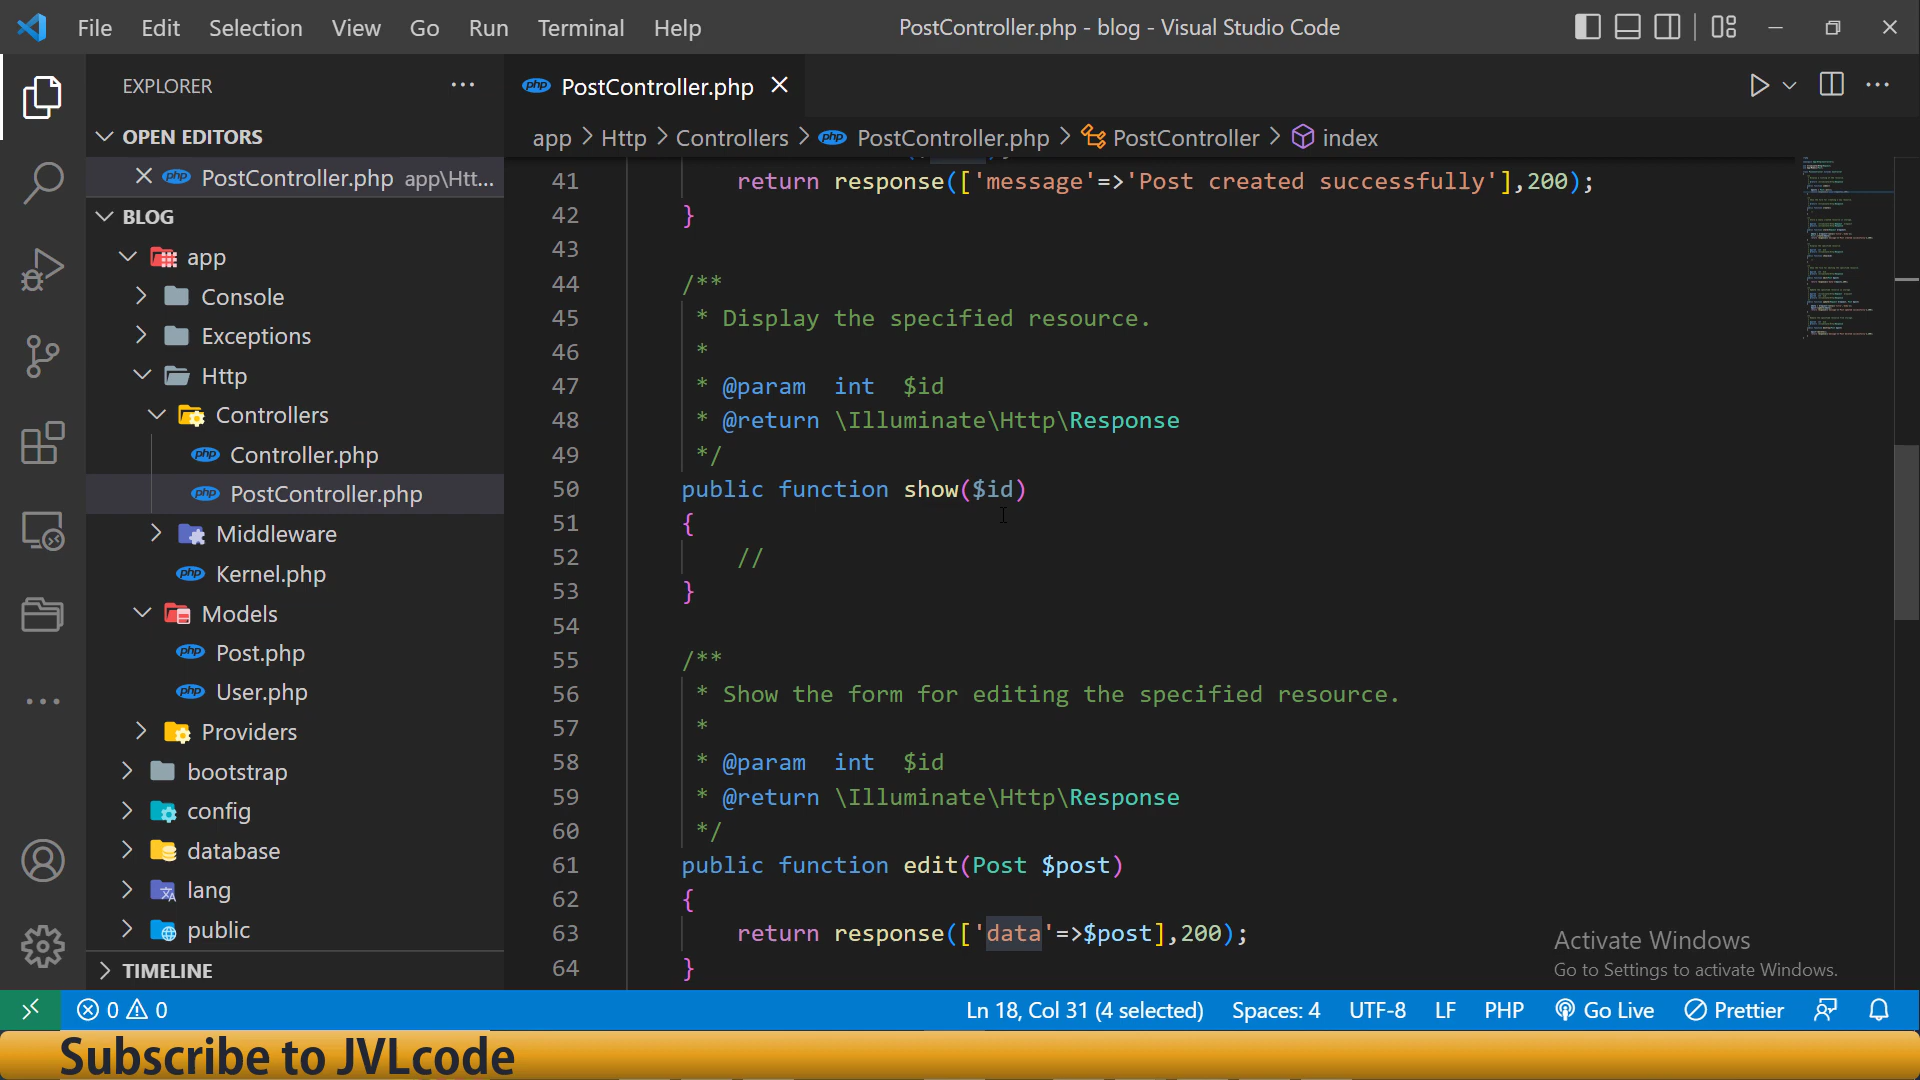 File Edit Selection View Go Run Terminal Help
PostController.php - blog - Visual Studio Code
EXPLORER
OPEN EDITORS
PostController.php app\Htt...
BLOG
app
Console
Exceptions
Http
Controllers
Controller.php
PostController.php
Middleware
Kernel.php
Models
Post.php
User.php
Providers
bootstrap
config
database
lang
public
TIMELINE
PostController.php
app > Http > Controllers > PostController.php > PostController > index
41 return response(['message'=>'Post created successfully'],200);
42 }
43
44 /**
45 * Display the specified resource.
46 *
47 * @param int $id
48 * @return \Illuminate\Http\Response
49 */
50 public function show($id)
51 {
52 //
53 }
54
55 /**
56 * Show the form for editing the specified resource.
57 *
58 * @param int $id
59 * @return \Illuminate\Http\Response
60 */
61 public function edit(Post $post)
62 {
63 return response(['data'=>$post],200);
64 }
Activate Windows
Go to Settings to activate Windows.
0 0
Ln 18, Col 31 (4 selected) Spaces: 4 UTF-8 LF PHP Go Live Prettier
Subscribe to JVLcode